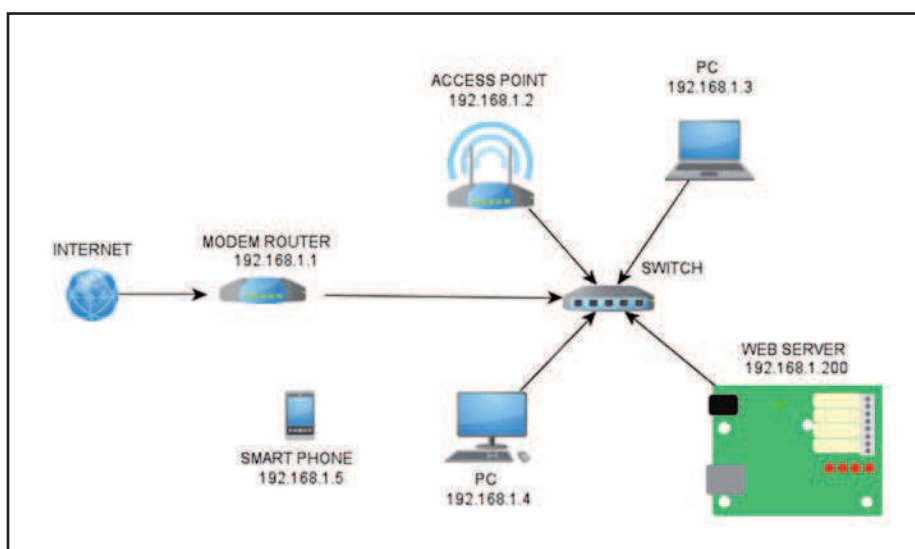 ACCESS POINT
192.168.1.2
PC
192.168.1.3
INTERNET
MODEM ROUTER
192.168.1.1
SWITCH
WEB SERVER
192.168.1.200
SMART PHONE
192.168.1.5
PC
192.168.1.4